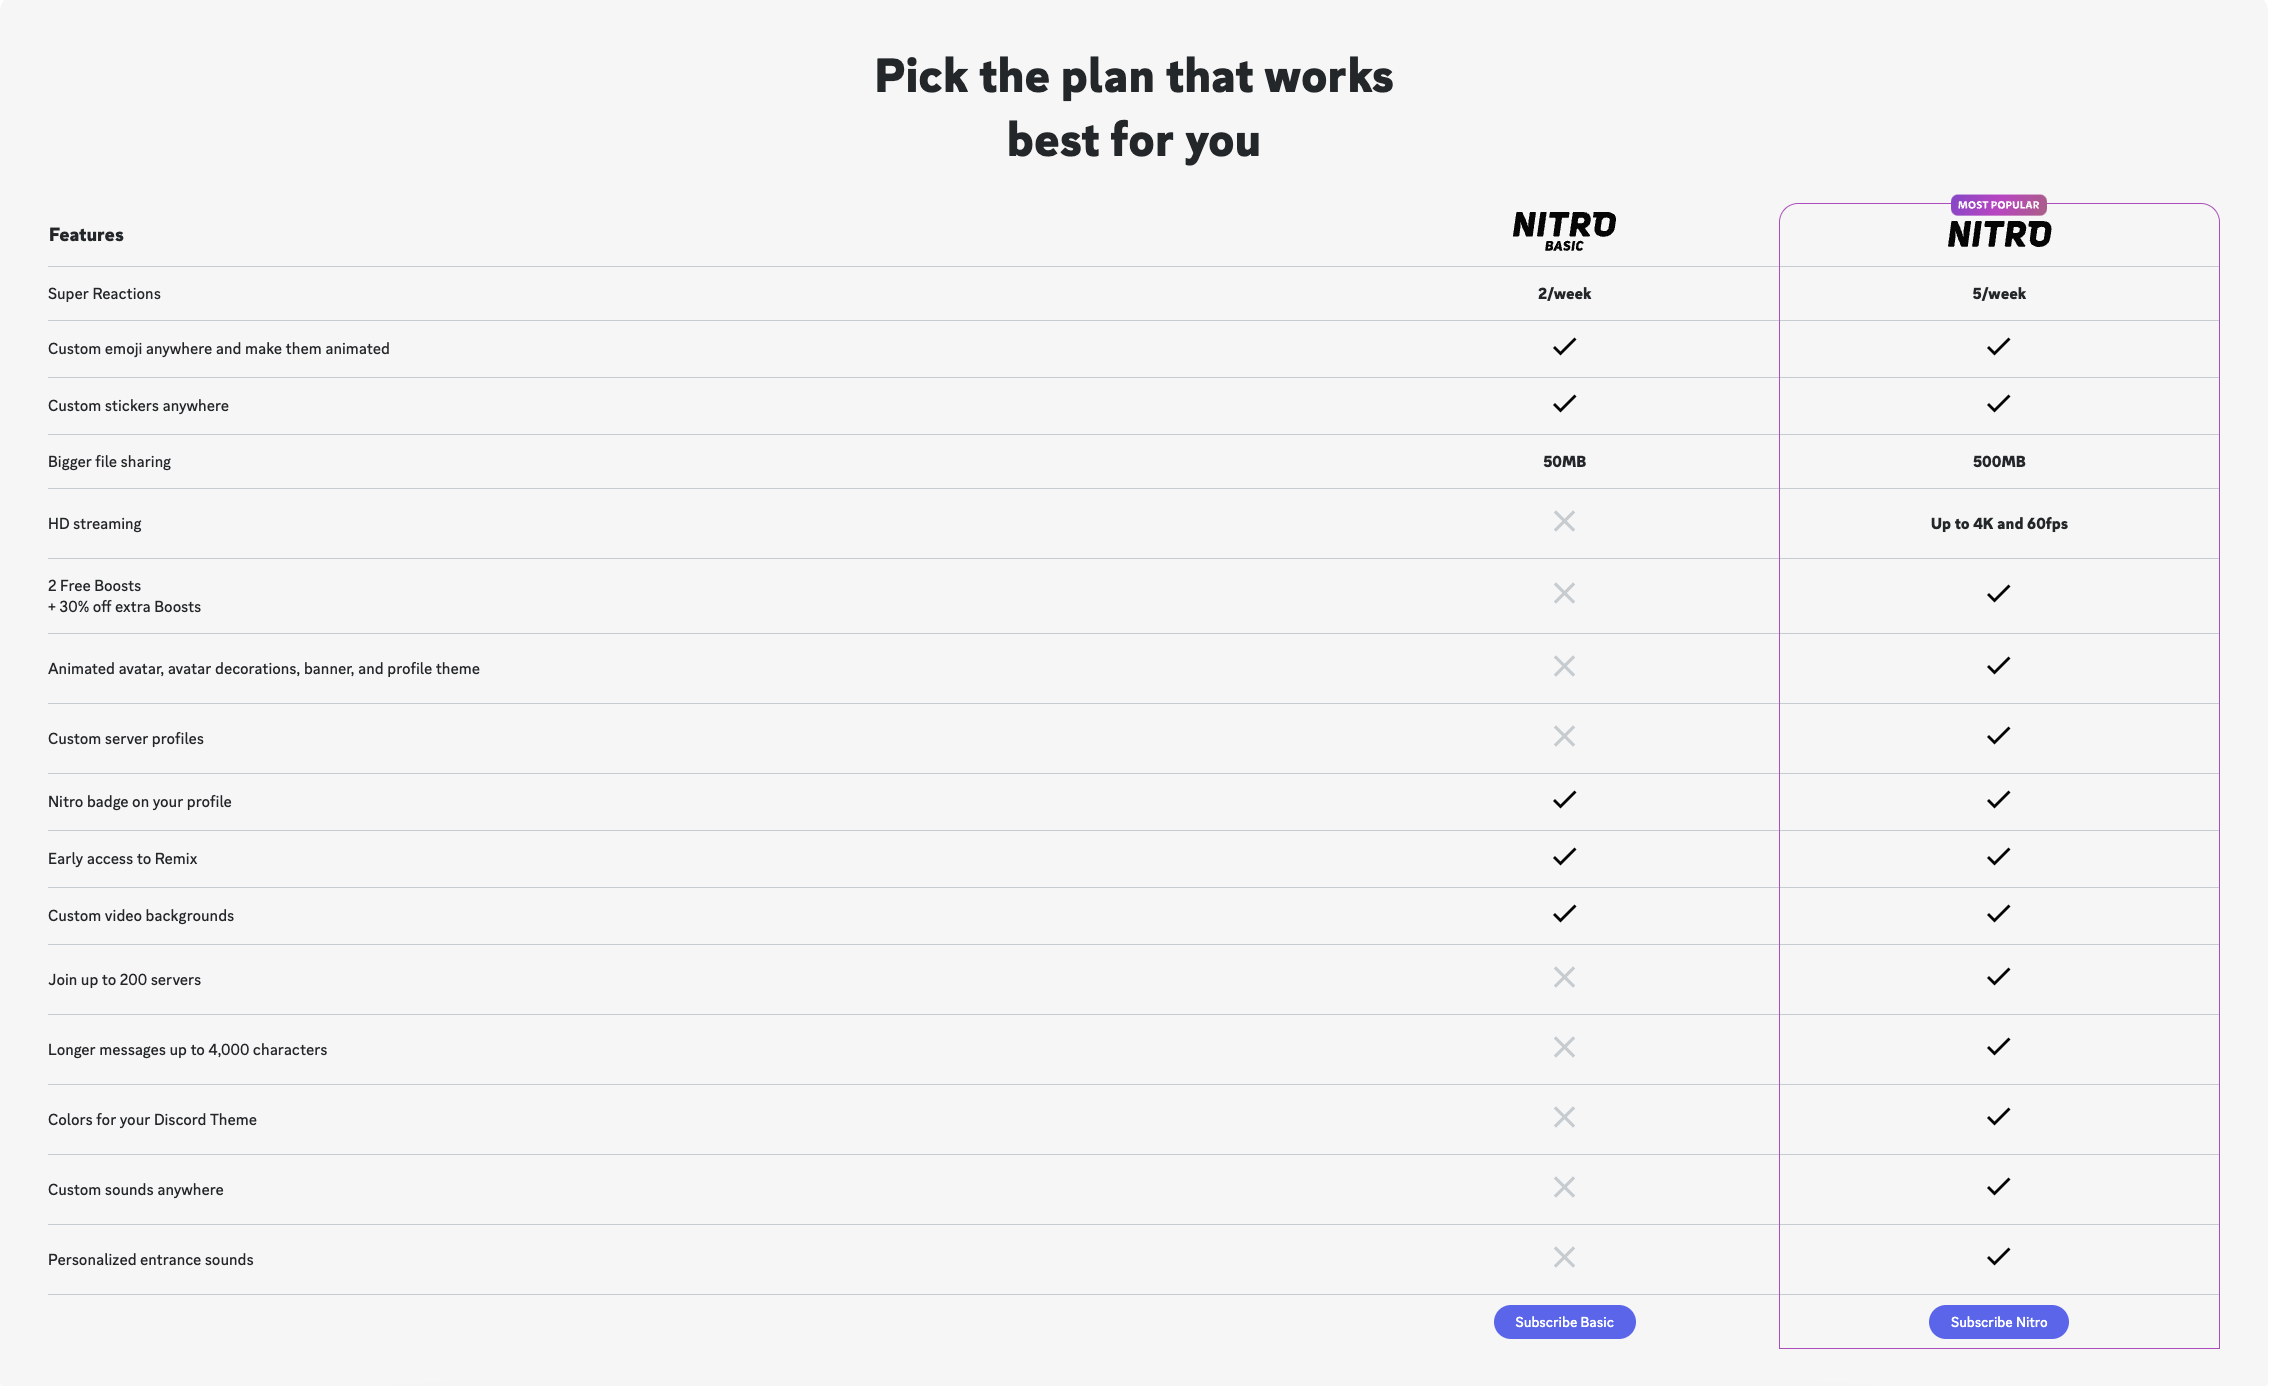 Pick the plan that works
best for you
MOST POPULAR
Features
NITRO
BASIC
NITRO
Super Reactions
2/week
5/week
Custom emoji anywhere and make them animated
Custom stickers anywhere
Bigger file sharing
50MB
500MB
HD streaming
Up to 4K and 60fps
2 Free Boosts
+ 30% off extra Boosts
Animated avatar, avatar decorations, banner, and profile theme
Custom server profiles
Nitro badge on your profile
Early access to Remix
Custom video backgrounds
Join up to 200 servers
Longer messages up to 4,000 characters
Colors for your Discord Theme
Custom sounds anywhere
Personalized entrance sounds
Subscribe Basic
Subscribe Nitro